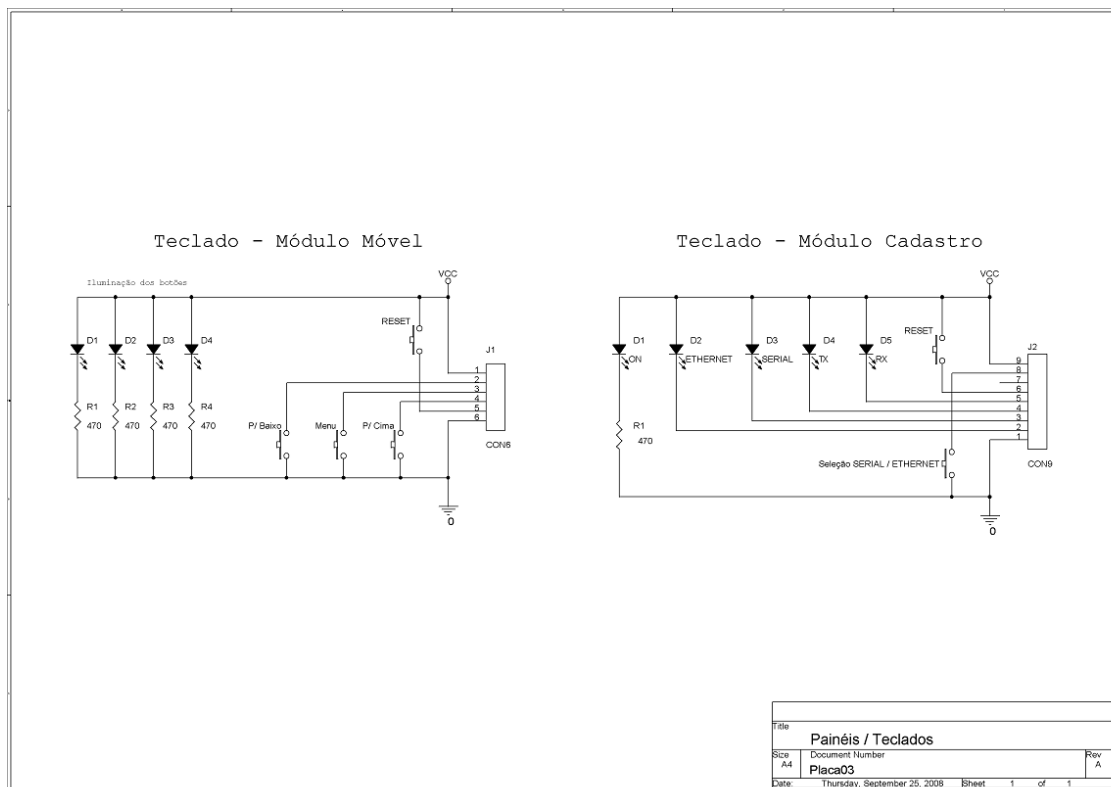 Teclado - Módulo Móvel
Iluminação dos botões
VCC
RESET
D1
D2
D3
D4
R1
470
R2
470
R3
470
R4
470
P/ Baixo
Menu
P/ Cima
J1
1
2
3
4
5
6
CON6
0
Teclado - Módulo Cadastro
VCC
RESET
D1
ON
D2
ETHERNET
D3
SERIAL
D4
TX
D5
RX
R1
470
Seleção SERIAL / ETHERNET
J2
9
8
7
6
5
4
3
2
1
CON9
0
Title
Painéis / Teclados
Size
A4
Document Number
Placa03
Rev
A
Date: Thursday, September 25, 2008 Sheet 1 of 1